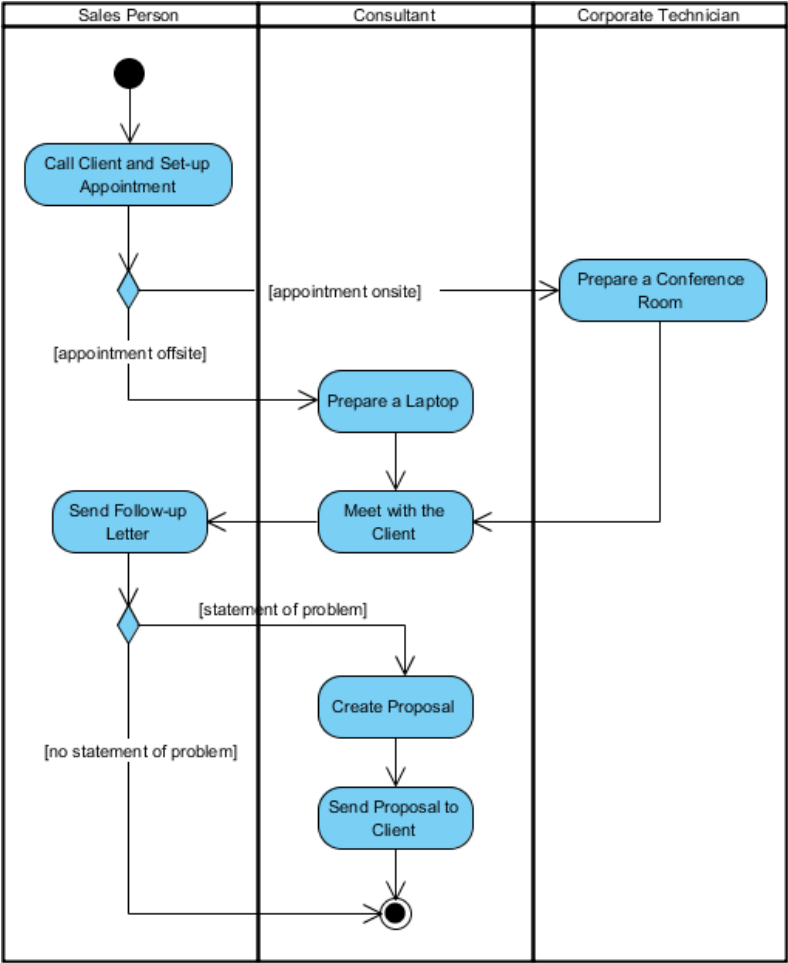 Sales Person
Consultant
Corporate Technician
Call Client and Set-up
Appointment
[appointment onsite]
Prepare a Conference
Room
[appointment offsite]
Prepare a Laptop
Send Follow-up
Letter
Meet with the
Client
[statement of problem]
Create Proposal
[no statement of problem]
Send Proposal to
Client